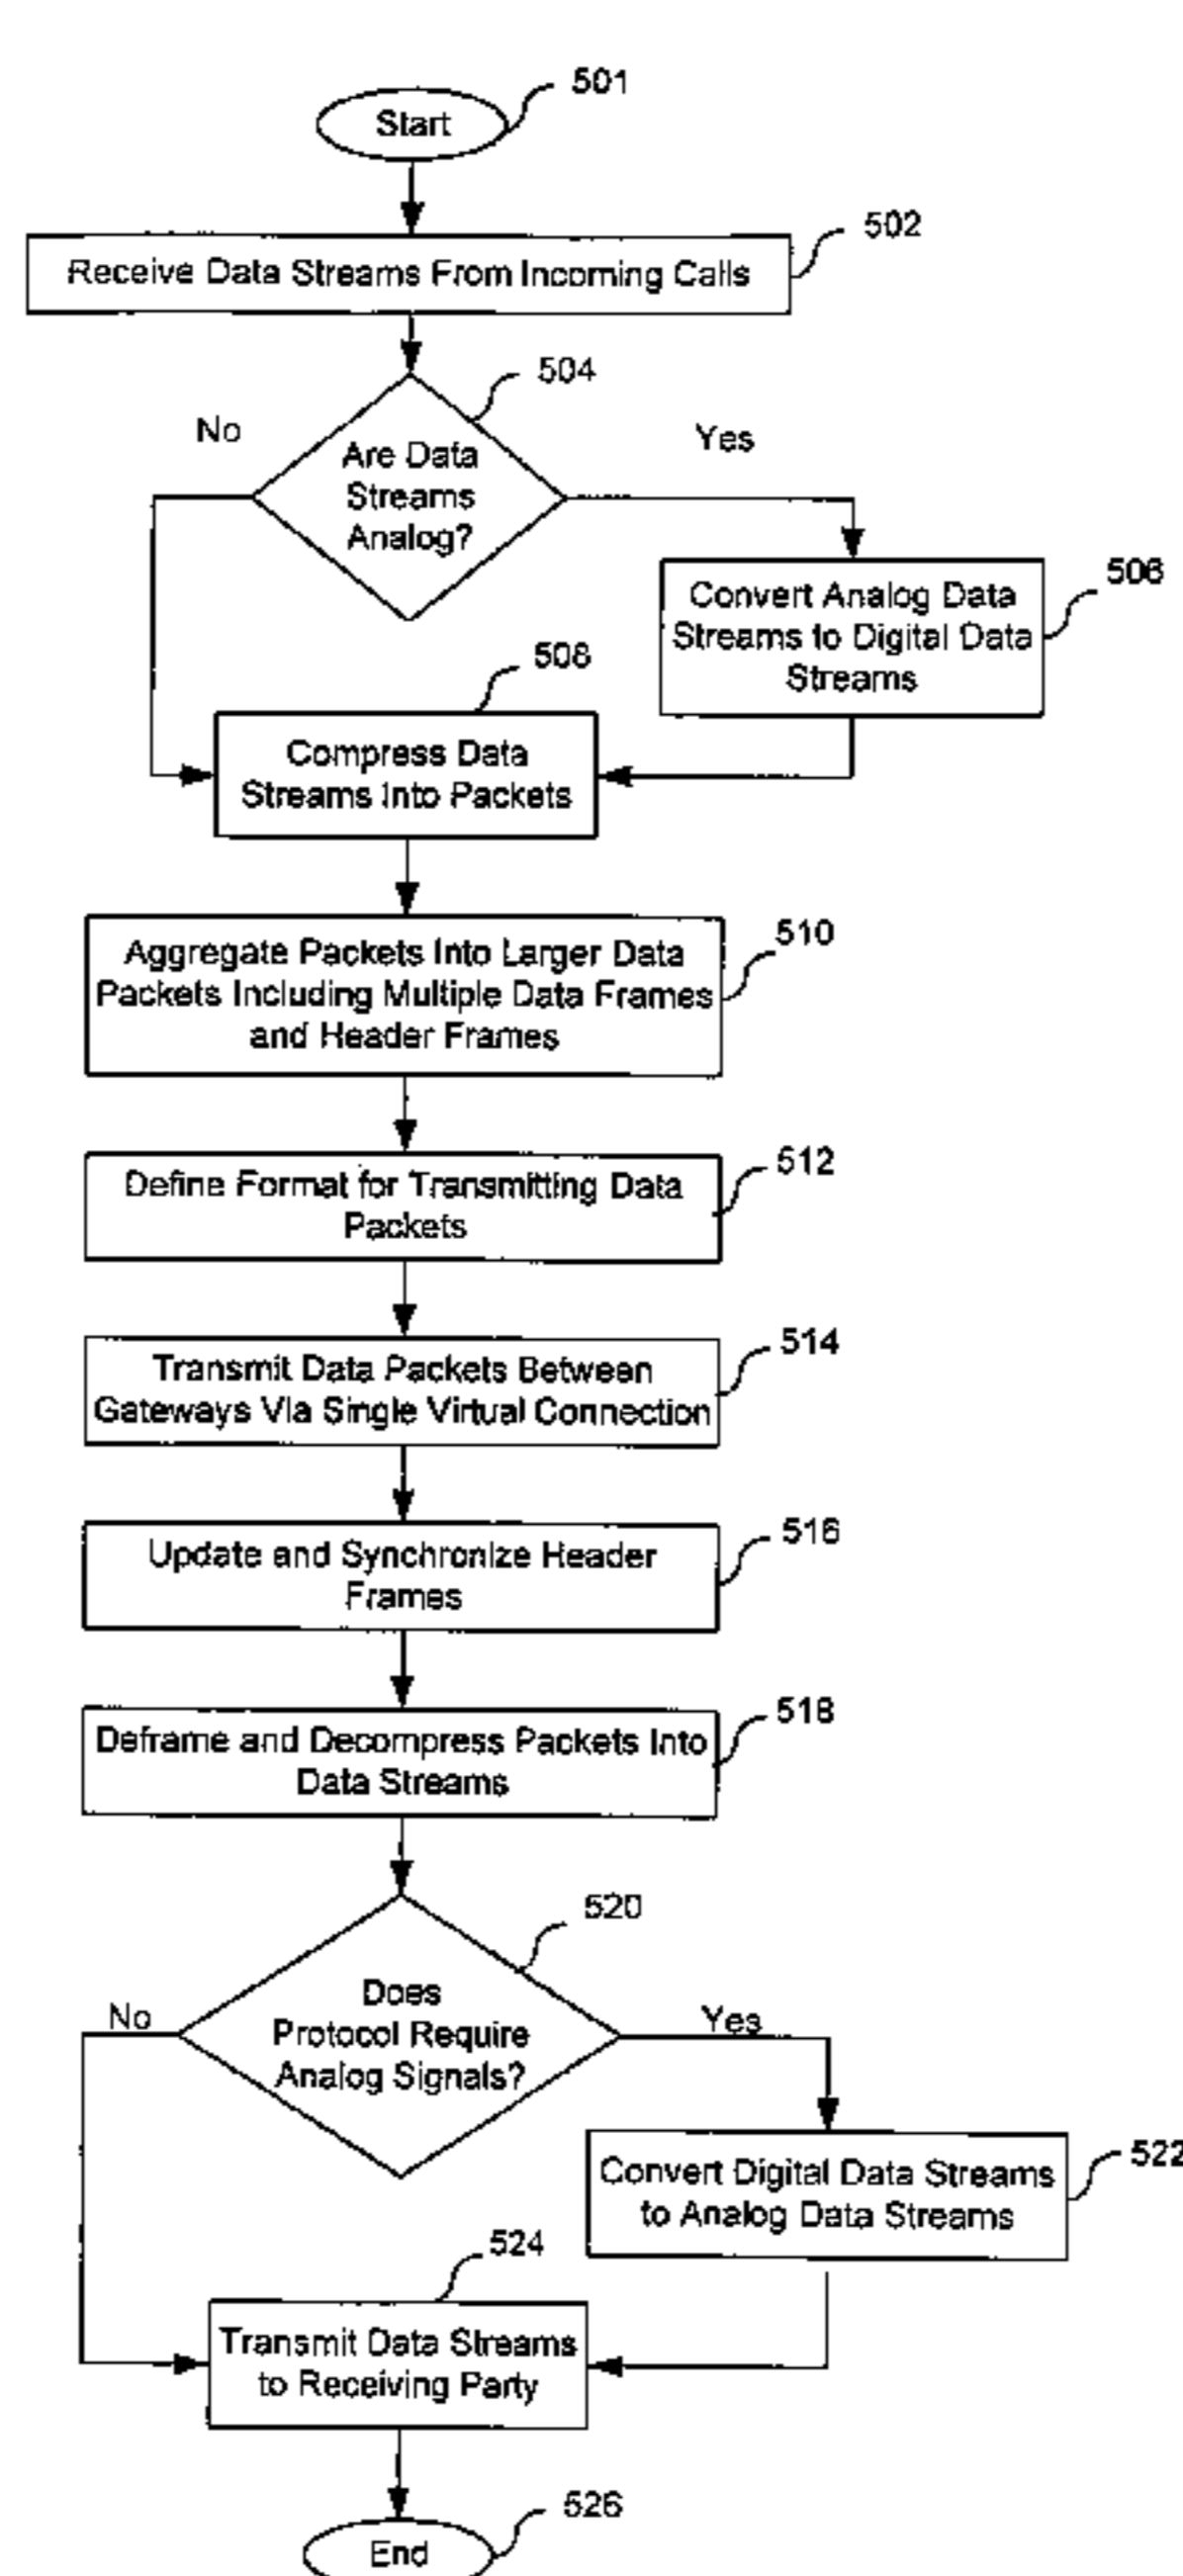 501
Start
502
Receive Data Streams From Incoming Calls
504
No
Yes
Are Data
Streams
Analog?
506
Convert Analog Data
Streams to Digital Data
Streams
508
Compress Data
Streams Into Packets
510
Aggregate Packets Into Larger Data
Packets Including Multiple Data Frames
and Header Frames
512
Define Format for Transmitting Data
Packets
514
Transmit Data Packets Between
Gateways Via Single Virtual Connection
516
Update and Synchronize Header
Frames
518
Deframe and Decompress Packets Into
Data Streams
520
No
Yes
Does
Protocol Require
Analog Signals?
522
Convert Digital Data Streams
to Analog Data Streams
524
Transmit Data Streams
to Receiving Party
526
End